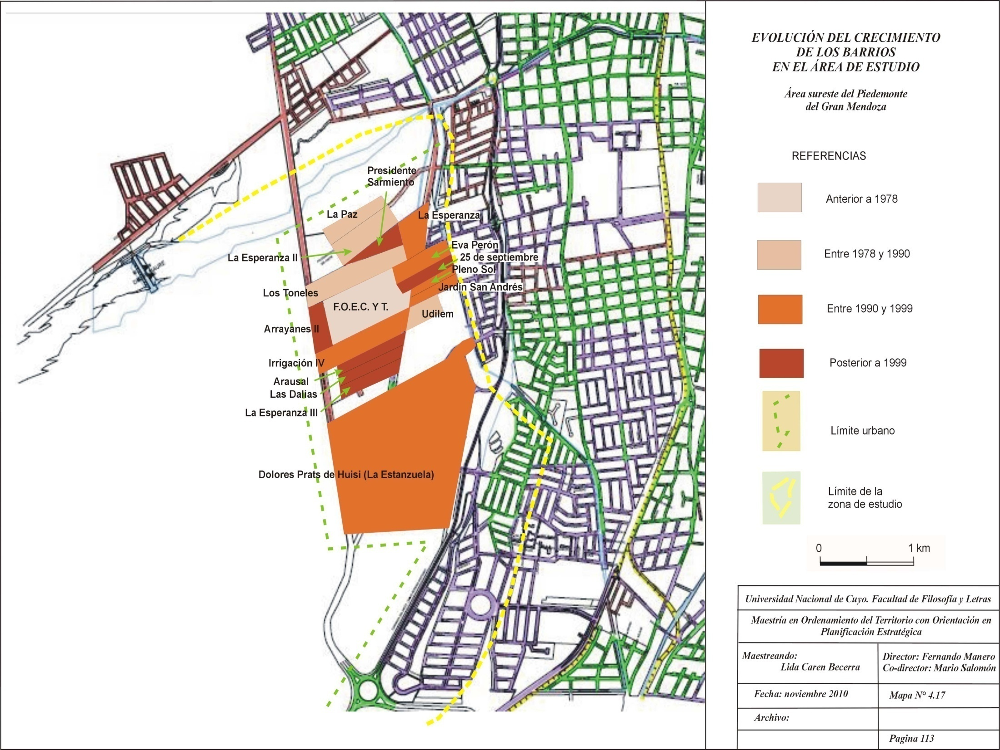 EVOLUCIÓN DEL CRECIMIENTO
DE LOS BARRIOS
EN EL ÁREA DE ESTUDIO
Área sureste del Piedemonte
del Gran Mendoza
REFERENCIAS
Anterior a 1978
Entre 1978 y 1990
Entre 1990 y 1999
Posterior a 1999
Límite urbano
Límite de la
zona de estudio
0 1 km
Presidente
Sarmiento
La Paz
La Esperanza
Eva Perón
La Esperanza II
25 de septiembre
Pleno Sol
Jardín San Andrés
Los Toneles
F.O.E.C. Y T.
Udilem
Arrayanes II
Irrigación IV
Arausal
Las Dalias
La Esperanza III
Dolores Prats de Huisi (La Estanzuela)
Universidad Nacional de Cuyo. Facultad de Filosofía y Letras
Maestría en Ordenamiento del Territorio con Orientación en
Planificación Estratégica
Maestreando:
Lida Caren Becerra
Director: Fernando Manero
Co-director: Mario Salomón
Fecha: noviembre 2010
Mapa N° 4.17
Archivo:
Pagina 113